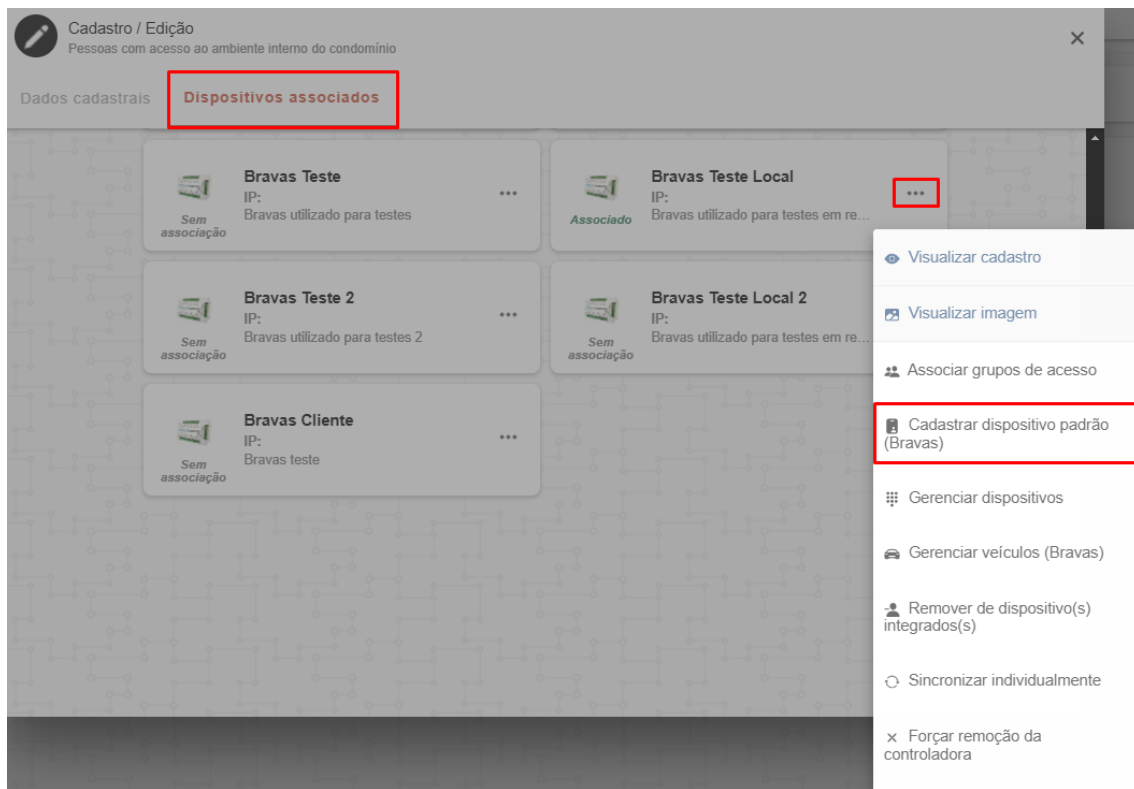 Cadastro / Edição
Pessoas com acesso ao ambiente interno do condomínio
Dados cadastrais
Dispositivos associados
Bravas Teste
IP:
Bravas utilizado para testes
Sem
associação
Bravas Teste Local
IP:
Bravas utilizado para testes em re...
Associado
Bravas Teste 2
IP:
Bravas utilizado para testes 2
Sem
associação
Bravas Teste Local 2
IP:
Bravas utilizado para testes em re...
Sem
associação
Bravas Cliente
IP:
Bravas teste
Sem
associação
Visualizar cadastro
Visualizar imagem
Associar grupos de acesso
Cadastrar dispositivo padrão
(Bravas)
Gerenciar dispositivos
Gerenciar veículos (Bravas)
Remover de dispositivo(s)
integrados(s)
Sincronizar individualmente
Forçar remoção da
controladora